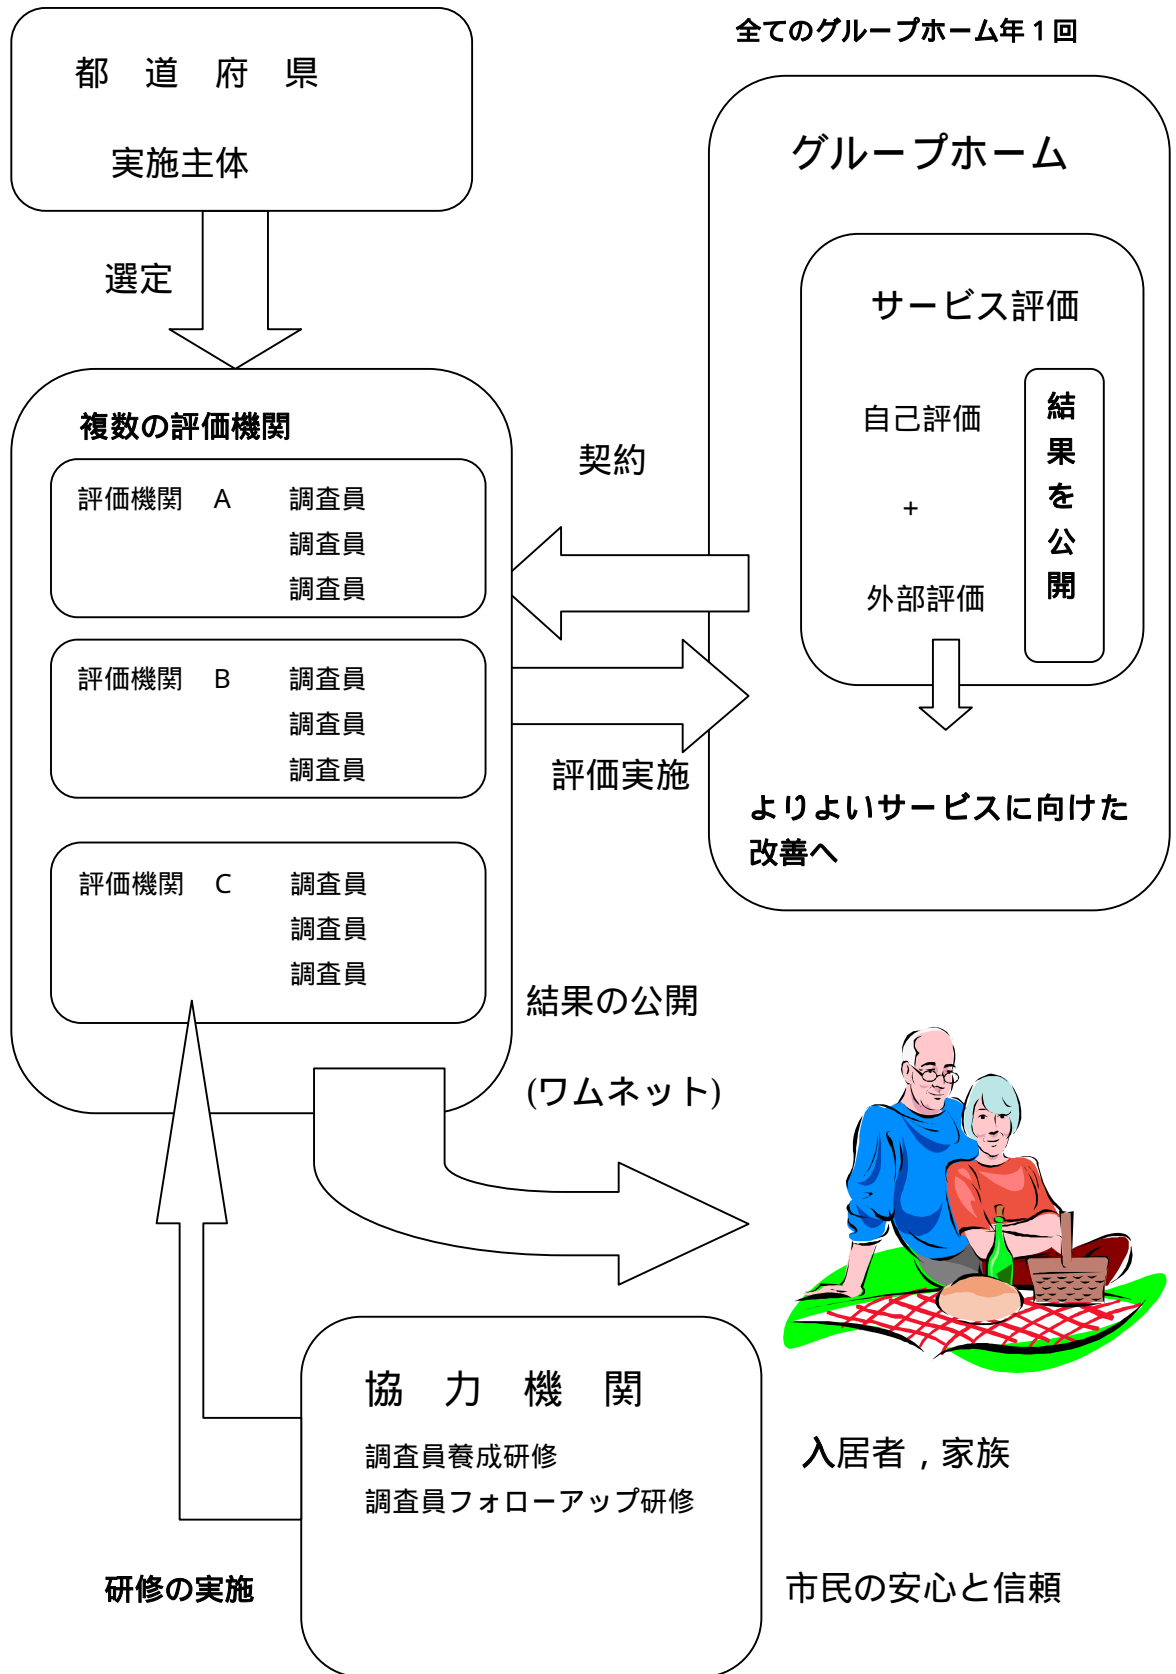 都　道　府　県
実施主体
選定
複数の評価機関
評価機関　A　　調査員
調査員
調査員
評価機関　B　　調査員
調査員
調査員
評価機関　C　　調査員
調査員
調査員
全てのグループホーム年１回
グループホーム
サービス評価
自己評価
+
外部評価
結
果
を
公
開
よりよいサービスに向けた
改善へ
契約
評価実施
結果の公開
(ワムネット)
協　力　機　関
調査員養成研修
調査員フォローアップ研修
研修の実施
入居者，家族
市民の安心と信頼